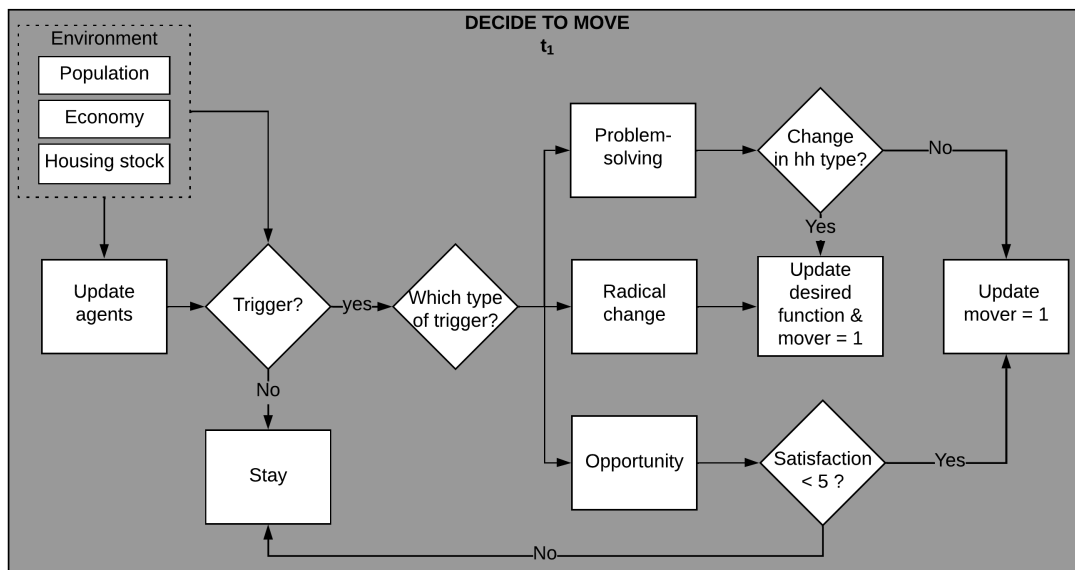 DECIDE TO MOVE
t₁
Environment
Population
Economy
Housing stock
Update
agents
Trigger?
yes
No
Stay
Which type
of trigger?
Problem-
solving
Change
in hh type?
No
Yes
Radical
change
Update
desired
function &
mover = 1
Update
mover = 1
Opportunity
Satisfaction
< 5 ?
Yes
No